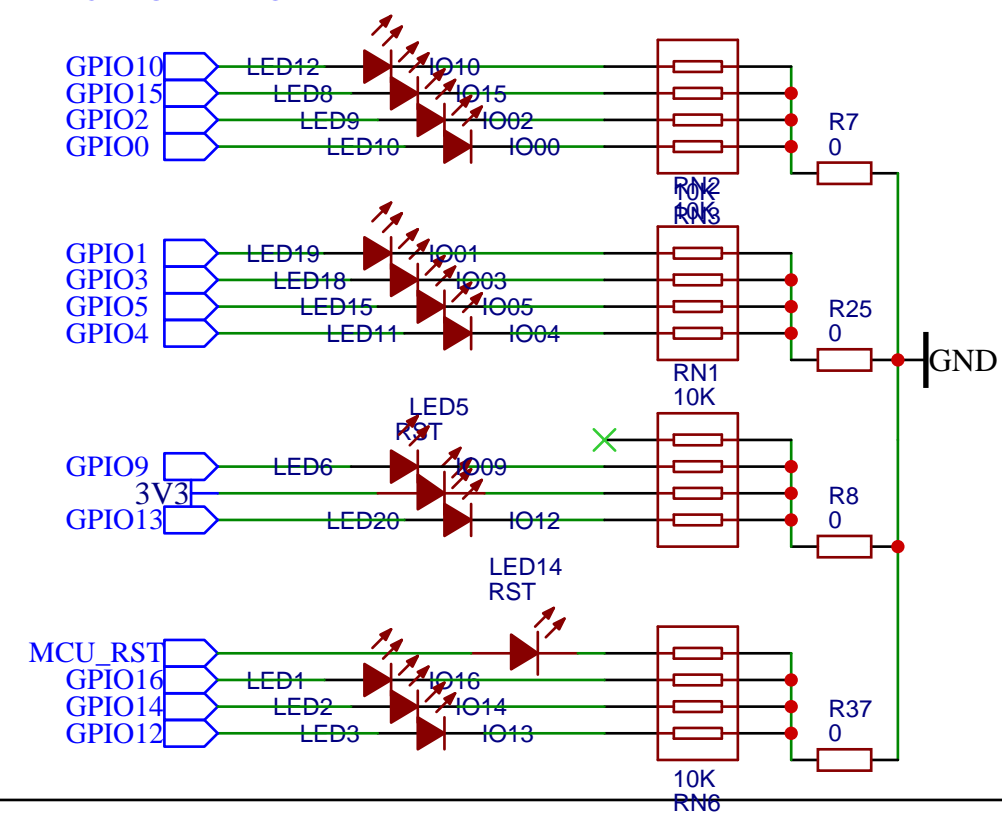 GPIO10 LED12 IO10
GPIO15 LED8 IO15
GPIO2 LED9 IO02 R7
GPIO0 LED10 IO00 0
RN2
10K
10K
RN3
GPIO1 LED19 IO01
GPIO3 LED18 IO03
GPIO5 LED15 IO05 R25
GPIO4 LED11 IO04 0
GND
RN1
10K
LED5
RST
GPIO9 LED6 IO09
3V3 R8
GPIO13 LED20 IO12 0
LED14
RST
MCU_RST
GPIO16 LED1 IO16
GPIO14 LED2 IO14 R37
GPIO12 LED3 IO13 0
10K
RN6